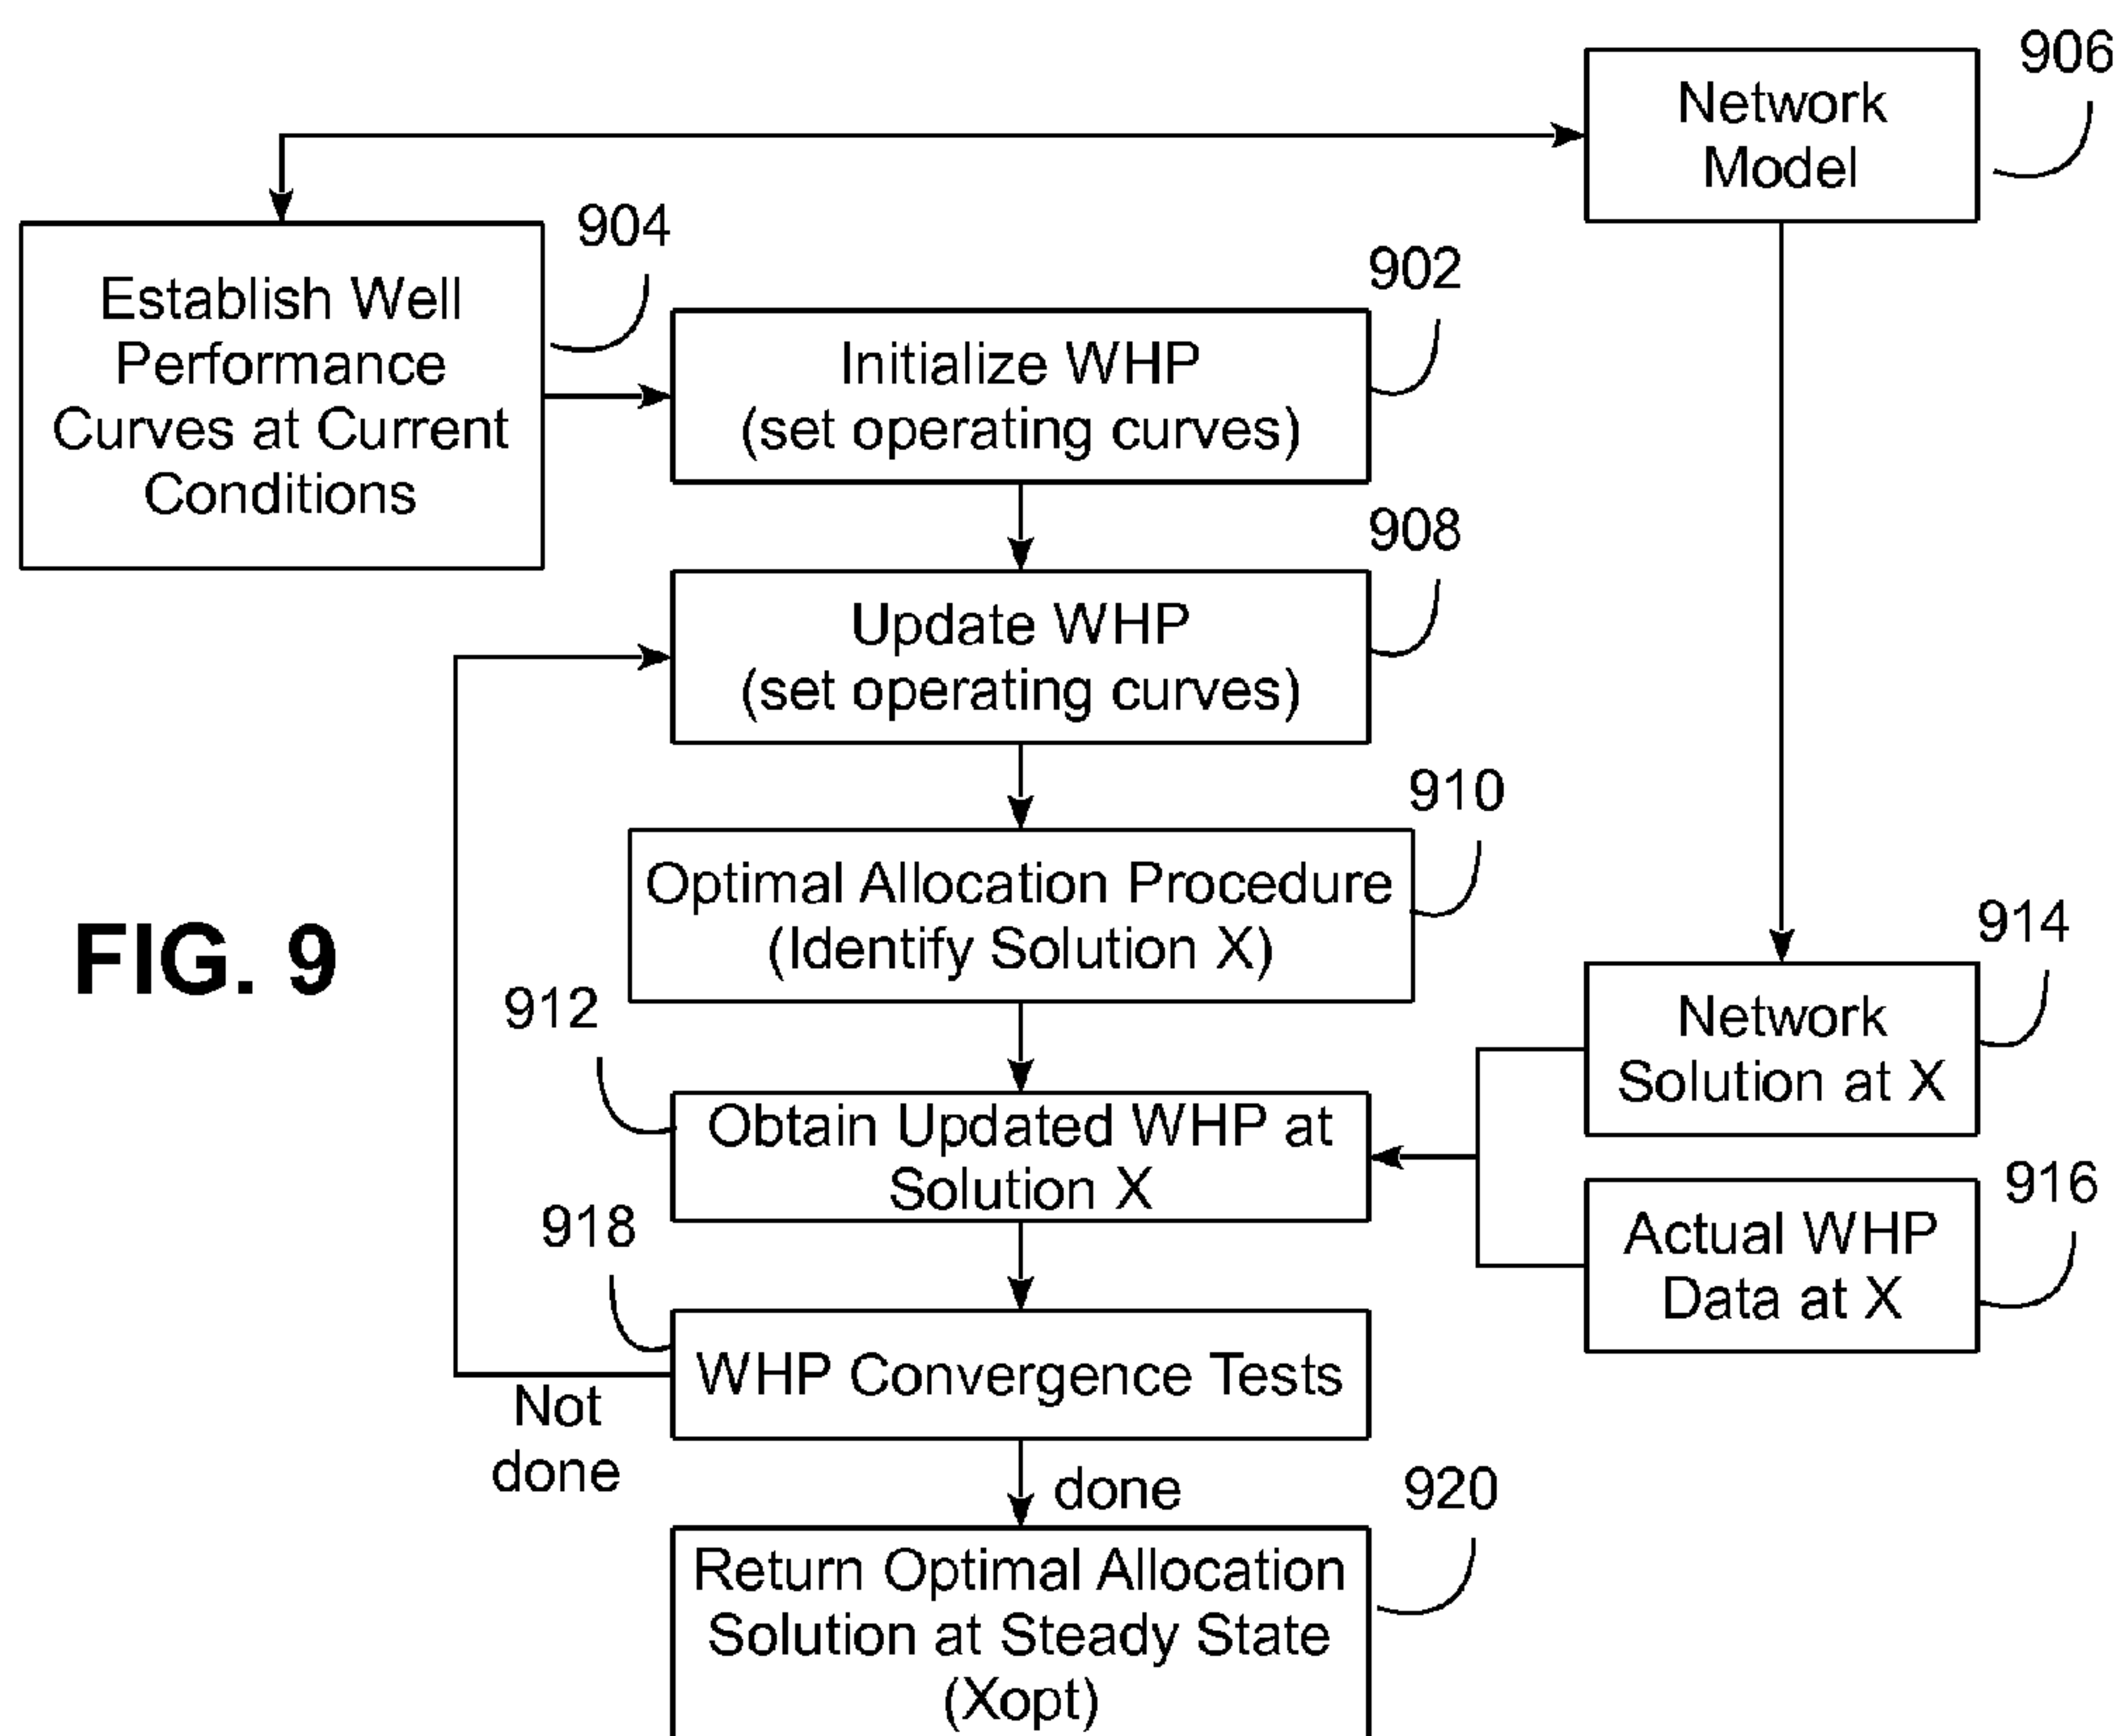 906
Network
Model
904
Establish Well
Performance
Curves at Current
Conditions
902
Initialize WHP
(set operating curves)
908
Update WHP
(set operating curves)
910
Optimal Allocation Procedure
(Identify Solution X)
FIG. 9
914
Network
Solution at X
912
Obtain Updated WHP at
Solution X
916
Actual WHP
Data at X
918
WHP Convergence Tests
Not
done
done
920
Return Optimal Allocation
Solution at Steady State
(Xopt)